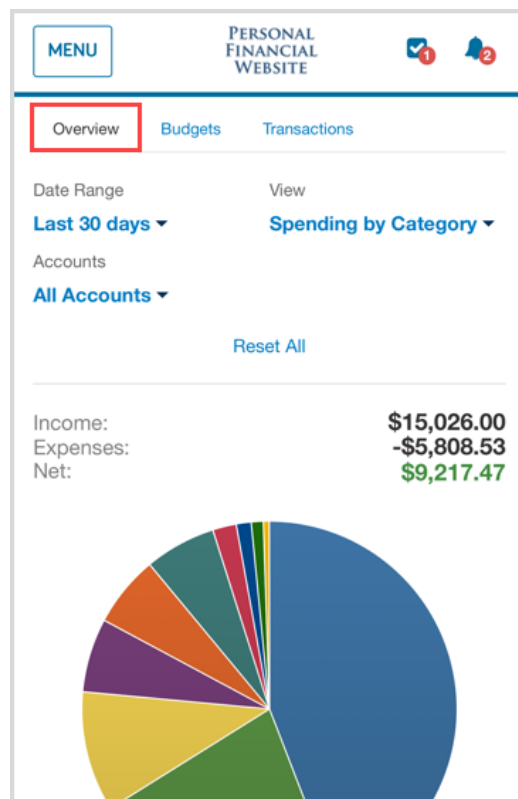 MENU
PERSONAL
FINANCIAL
WEBSITE
1
2
Overview
Budgets
Transactions
Date Range
View
Last 30 days
Spending by Category
Accounts
All Accounts
Reset All
Income: $15,026.00
Expenses: -$5,808.53
Net: $9,217.47